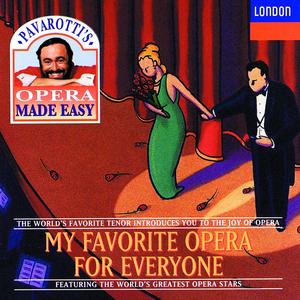 LONDON
PAVAROTTI'S
OPERA
MADE EASY
THE WORLD'S FAVORITE TENOR INTRODUCES YOU TO THE JOY OF OPERA
MY FAVORITE OPERA
FOR EVERYONE
FEATURING THE WORLD'S GREATEST OPERA STARS